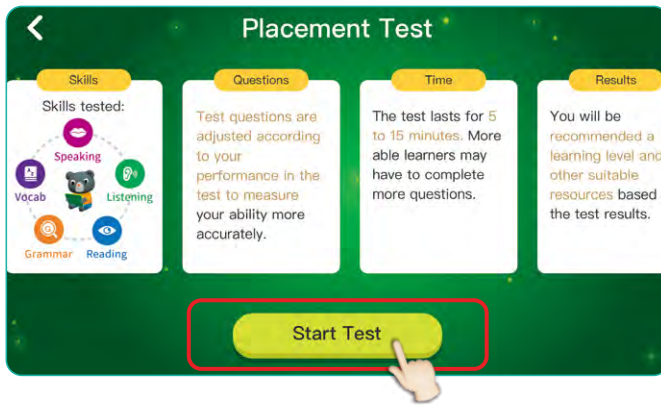 Placement Test
Skills
Skills tested:
Speaking
Vocab
Listening
Grammar
Reading
Questions
Test questions are
adjusted according
to your
performance in the
test to measure
your ability more
accurately.
Time
The test lasts for 5
to 15 minutes. More
able learners may
have to complete
more questions.
Results
You will be
recommended a
learning level and
other suitable
resources based
the test results.
Start Test